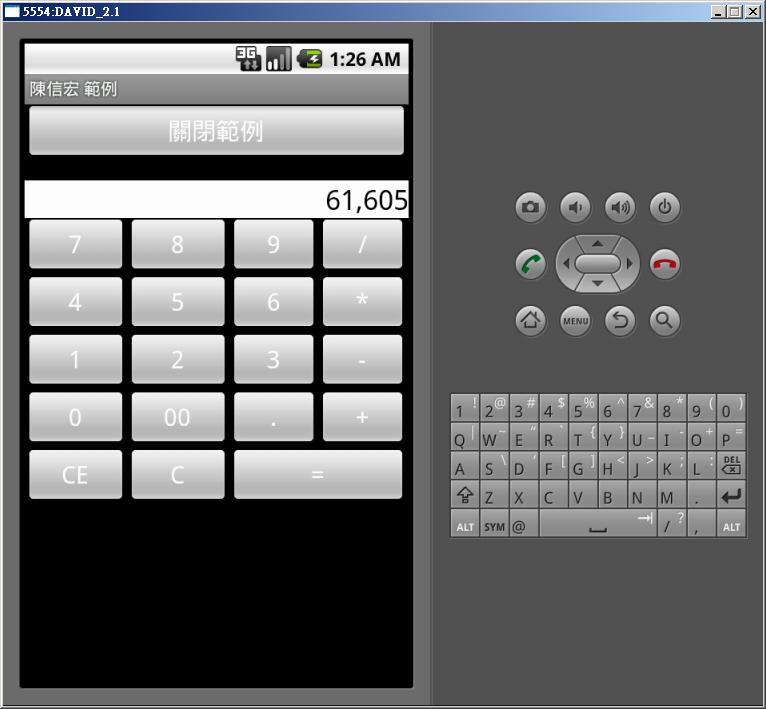 5554:DAVID_2.1
3G 1:26 AM
陳信宏 範例
關閉範例
61,605
7 8 9 /
4 5 6 *
1 2 3 -
0 00 . +
CE C =
MENU
1 ! 2 @ 3 # 4 $ 5 % 6 ^ 7 & 8 * 9 ( 0 )
Q | W ~ E “ R ` T { Y } U _ I - O + P =
A S \ D ' F [ G ] H < J > K ; L : DEL
Z X C V B N M .
ALT SYM @ / ? , ALT